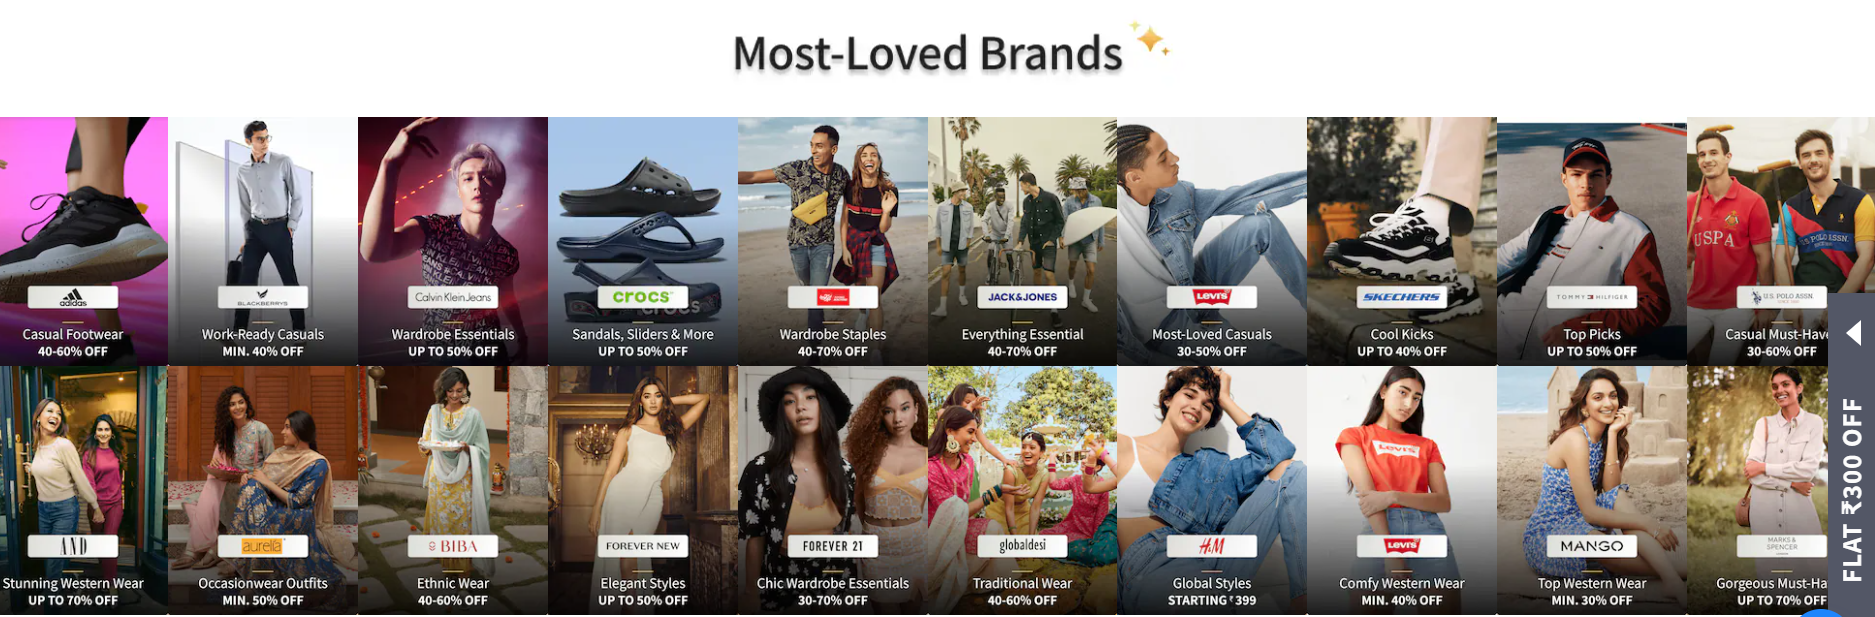 Most-Loved Brands
adidas
Casual Footwear
40-60% OFF
BLACKBERRYS
Work-Ready Casuals
MIN. 40% OFF
Calvin Klein Jeans
Wardrobe Essentials
UP TO 50% OFF
crocs™
Sandals, Sliders & More
UP TO 50% OFF
Wardrobe Staples
40-70% OFF
JACK&JONES
Everything Essential
40-70% OFF
LEVI'S
Most-Loved Casuals
30-50% OFF
SKECHERS
Cool Kicks
UP TO 40% OFF
TOMMY HILFIGER
Top Picks
UP TO 50% OFF
USPA
U.S. POLO ASSN.
U.S. POLO ASSN.
Casual Must-Have
30-60% OFF
AND
Stunning Western Wear
UP TO 70% OFF
aurelia
Occasionwear Outfits
MIN. 50% OFF
BIBA
Ethnic Wear
40-60% OFF
FOREVER NEW
Elegant Styles
UP TO 50% OFF
FOREVER 21
Chic Wardrobe Essentials
30-70% OFF
globaldesi
Traditional Wear
40-60% OFF
H&M
Global Styles
STARTING ₹399
LEVI'S
LEVI'S
Comfy Western Wear
MIN. 40% OFF
MANGO
Top Western Wear
MIN. 30% OFF
MARKS &
SPENCER
LONDON
Gorgeous Must-Ha
UP TO 70% OFF
FLAT ₹300 OFF